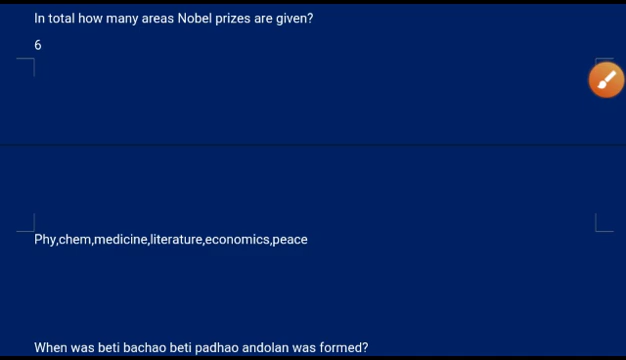 In total how many areas Nobel prizes are given?
6
Phy,chem,medicine,literature,economics,peace
When was beti bachao beti padhao andolan was formed?